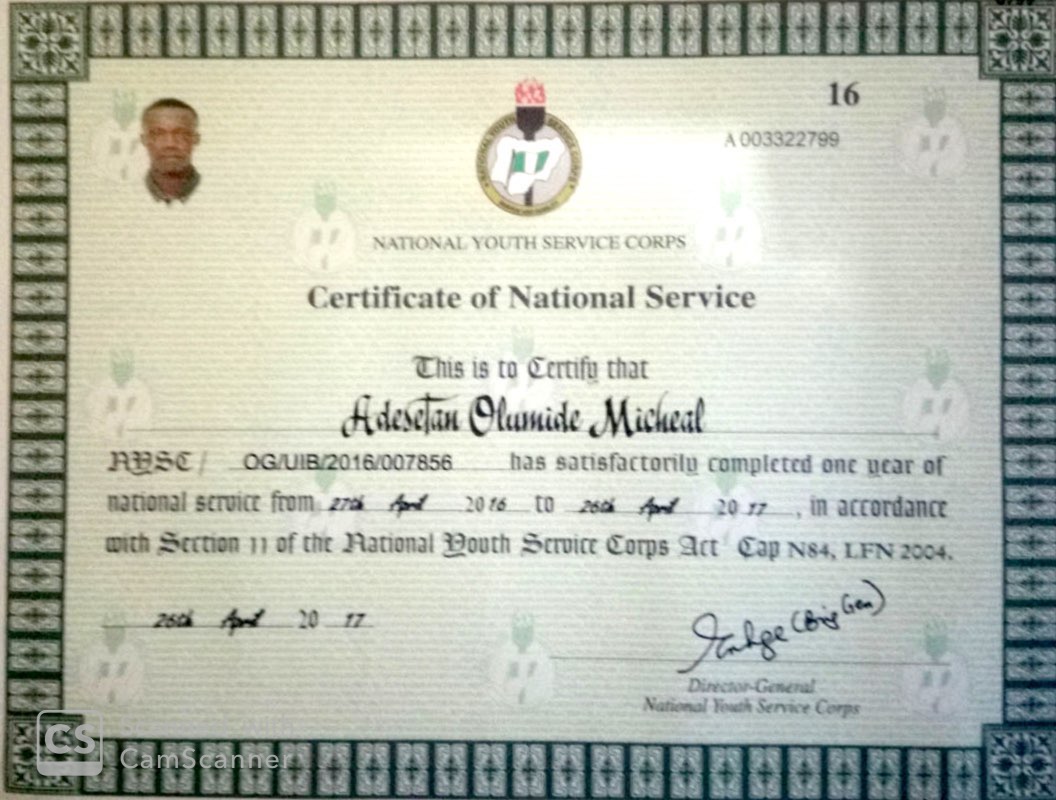 16
A 003322799
NATIONAL YOUTH SERVICE CORPS
Certificate of National Service
This is to Certify that
Adesetan Olumide Micheal
NYSC/ OG/UIB/2016/007856 has satisfactorily completed one year of
national service from 27th April 2016 to 26th April 2017, in accordance
with Section 11 of the National Youth Service Corps Act Cap N84, LFN 2004.
26th April 2017
(Brig Gen)
Director-General
National Youth Service Corps
CS CamScanner